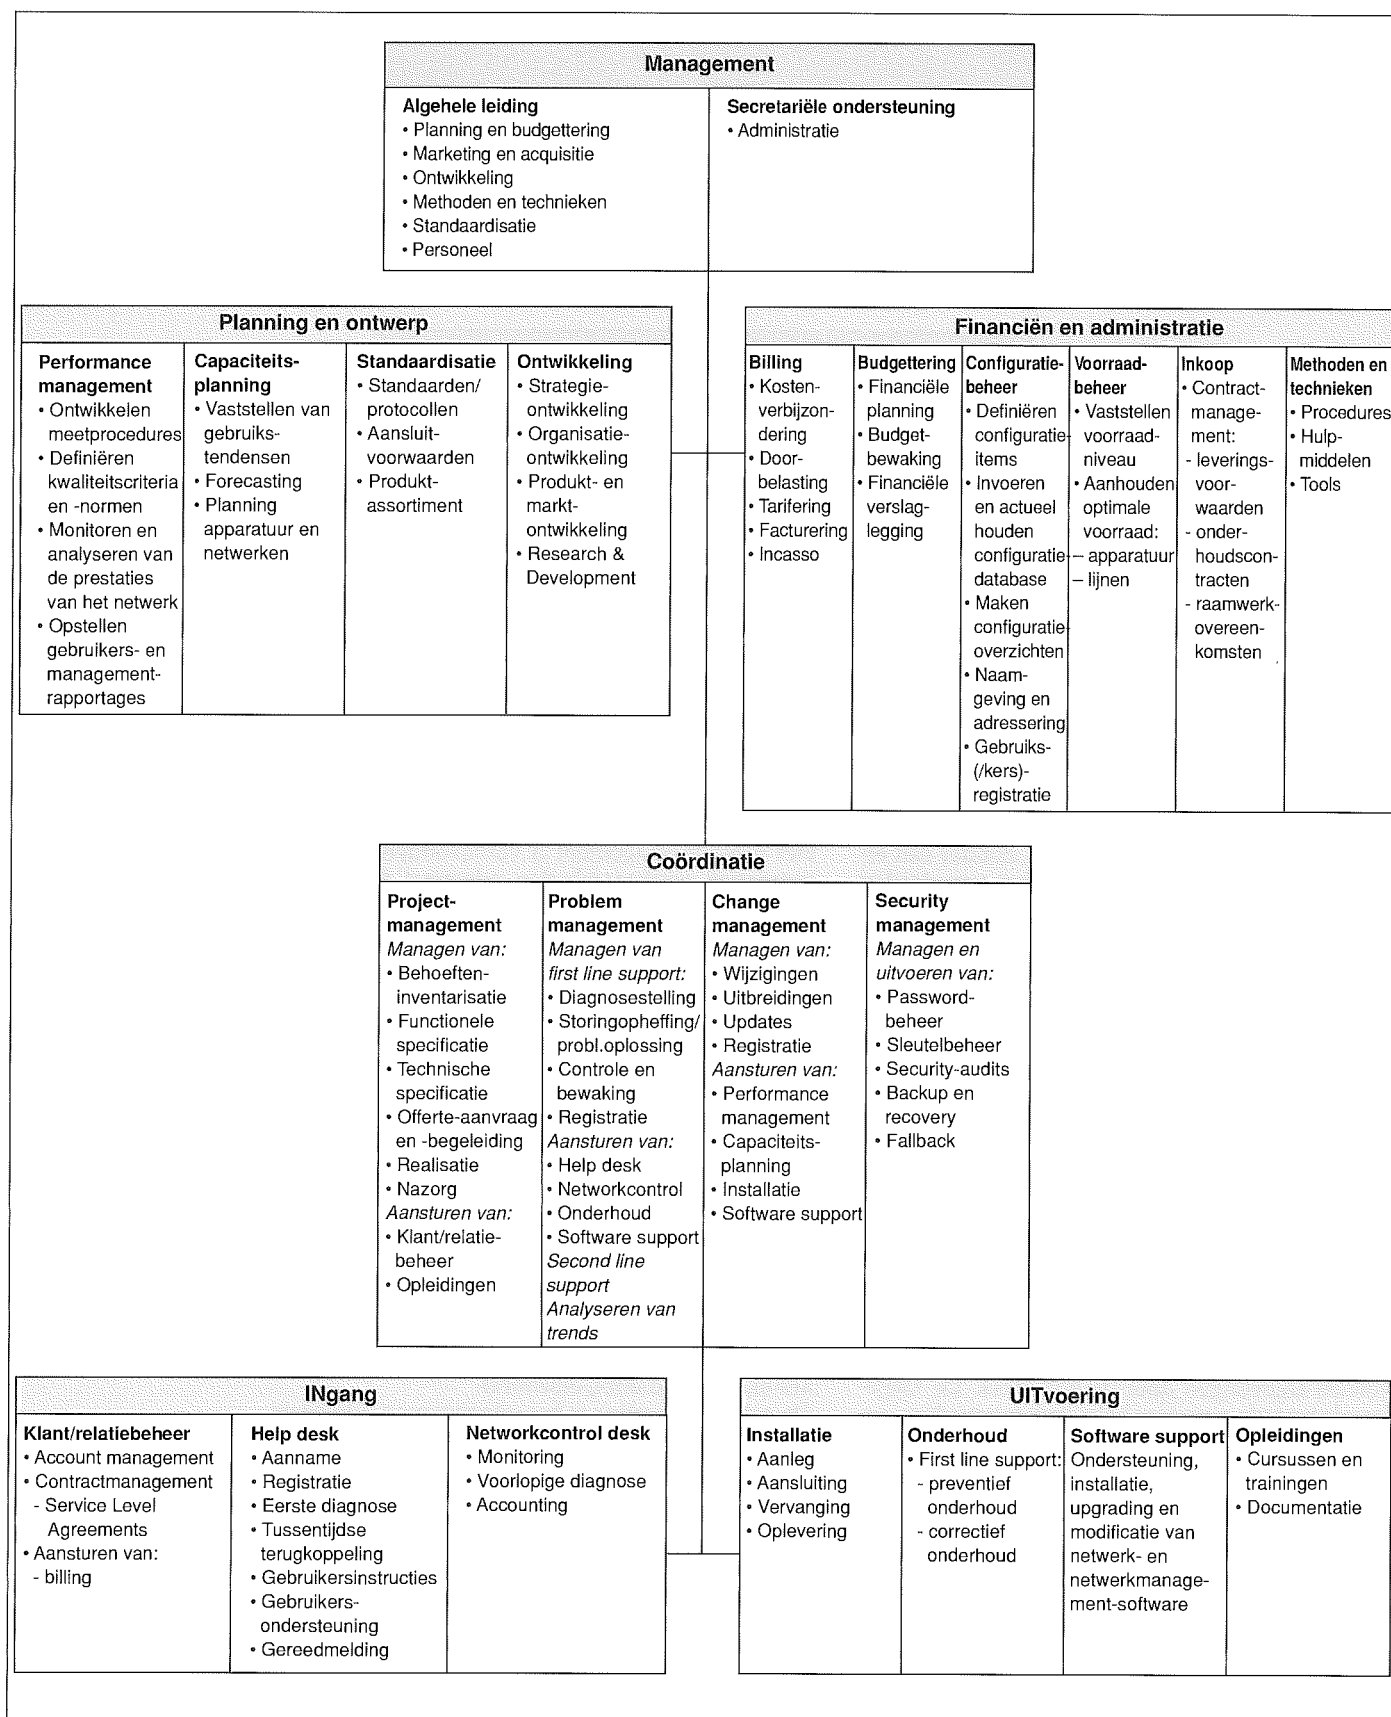 Management
Algehele leiding
• Planning en budgettering
• Marketing en acquisitie
• Ontwikkeling
• Methoden en technieken
• Standaardisatie
• Personeel
Secretariële ondersteuning
• Administratie
Planning en ontwerp
Performance
management
• Ontwikkelen
meetprocedures
• Definiëren
kwaliteitscriteria
en -normen
• Monitoren en
analyseren van
de prestaties
van het netwerk
• Opstellen
gebruikers- en
management-
rapportages
Capaciteits-
planning
• Vaststellen van
gebruiks-
tendensen
• Forecasting
• Planning
apparatuur en
netwerken
Standaardisatie
• Standaarden/
protocollen
• Aansluit-
voorwaarden
• Produkt-
assortiment
Ontwikkeling
• Strategie-
ontwikkeling
• Organisatie-
ontwikkeling
• Produkt- en
markt-
ontwikkeling
• Research &
Development
Financiën en administratie
Billing
• Kosten-
verbijzon-
dering
• Door-
belasting
• Tarifering
• Facturering
• Incasso
Budgettering
• Financiële
planning
• Budget-
bewaking
• Financiële
verslag-
legging
Configuratie-
beheer
• Definiëren
configuratie-
items
• Invoeren
en actueel
houden
configuratie-
database
• Maken
configuratie-
overzichten
• Naam-
geving en
adressering
• Gebruiks-
(/kers)-
registratie
Voorraad-
beheer
• Vaststellen
voorraad-
niveau
• Aanhouden
optimale
voorraad:
– apparatuur
– lijnen
Inkoop
• Contract-
manage-
ment:
- leverings-
voor-
waarden
- onder-
houdscon-
tracten
- raamwerk-
overeen-
komsten
Methoden en
technieken
• Procedures
• Hulp-
middelen
• Tools
Coördinatie
Project-
management
Managen van:
• Behoeften-
inventarisatie
• Functionele
specificatie
• Technische
specificatie
• Offerte-aanvraag
en -begeleiding
• Realisatie
• Nazorg
Aansturen van:
• Klant/relatie-
beheer
• Opleidingen
Problem
management
Managen van
first line support:
• Diagnosestelling
• Storingopheffing/
probl.oplossing
• Controle en
bewaking
• Registratie
Aansturen van:
• Help desk
• Networkcontrol
• Onderhoud
• Software support
Second line
support
Analyseren van
trends
Change
management
Managen van:
• Wijzigingen
• Uitbreidingen
• Updates
• Registratie
Aansturen van:
• Performance
management
• Capaciteits-
planning
• Installatie
• Software support
Security
management
Managen en
uitvoeren van:
• Password-
beheer
• Sleutelbeheer
• Security-audits
• Backup en
recovery
• Fallback
INgang
Klant/relatiebeheer
• Account management
• Contractmanagement
- Service Level
Agreements
• Aansturen van:
- billing
Help desk
• Aanname
• Registratie
• Eerste diagnose
• Tussentijdse
terugkoppeling
• Gebruikersinstructies
• Gebruikers-
ondersteuning
• Gereedmelding
Networkcontrol desk
• Monitoring
• Voorlopige diagnose
• Accounting
UITvoering
Installatie
• Aanleg
• Aansluiting
• Vervanging
• Oplevering
Onderhoud
• First line support:
- preventief
onderhoud
- correctief
onderhoud
Software support
Ondersteuning,
installatie,
upgrading en
modificatie van
netwerk- en
netwerkmanage-
ment-software
Opleidingen
• Cursussen en
trainingen
• Documentatie